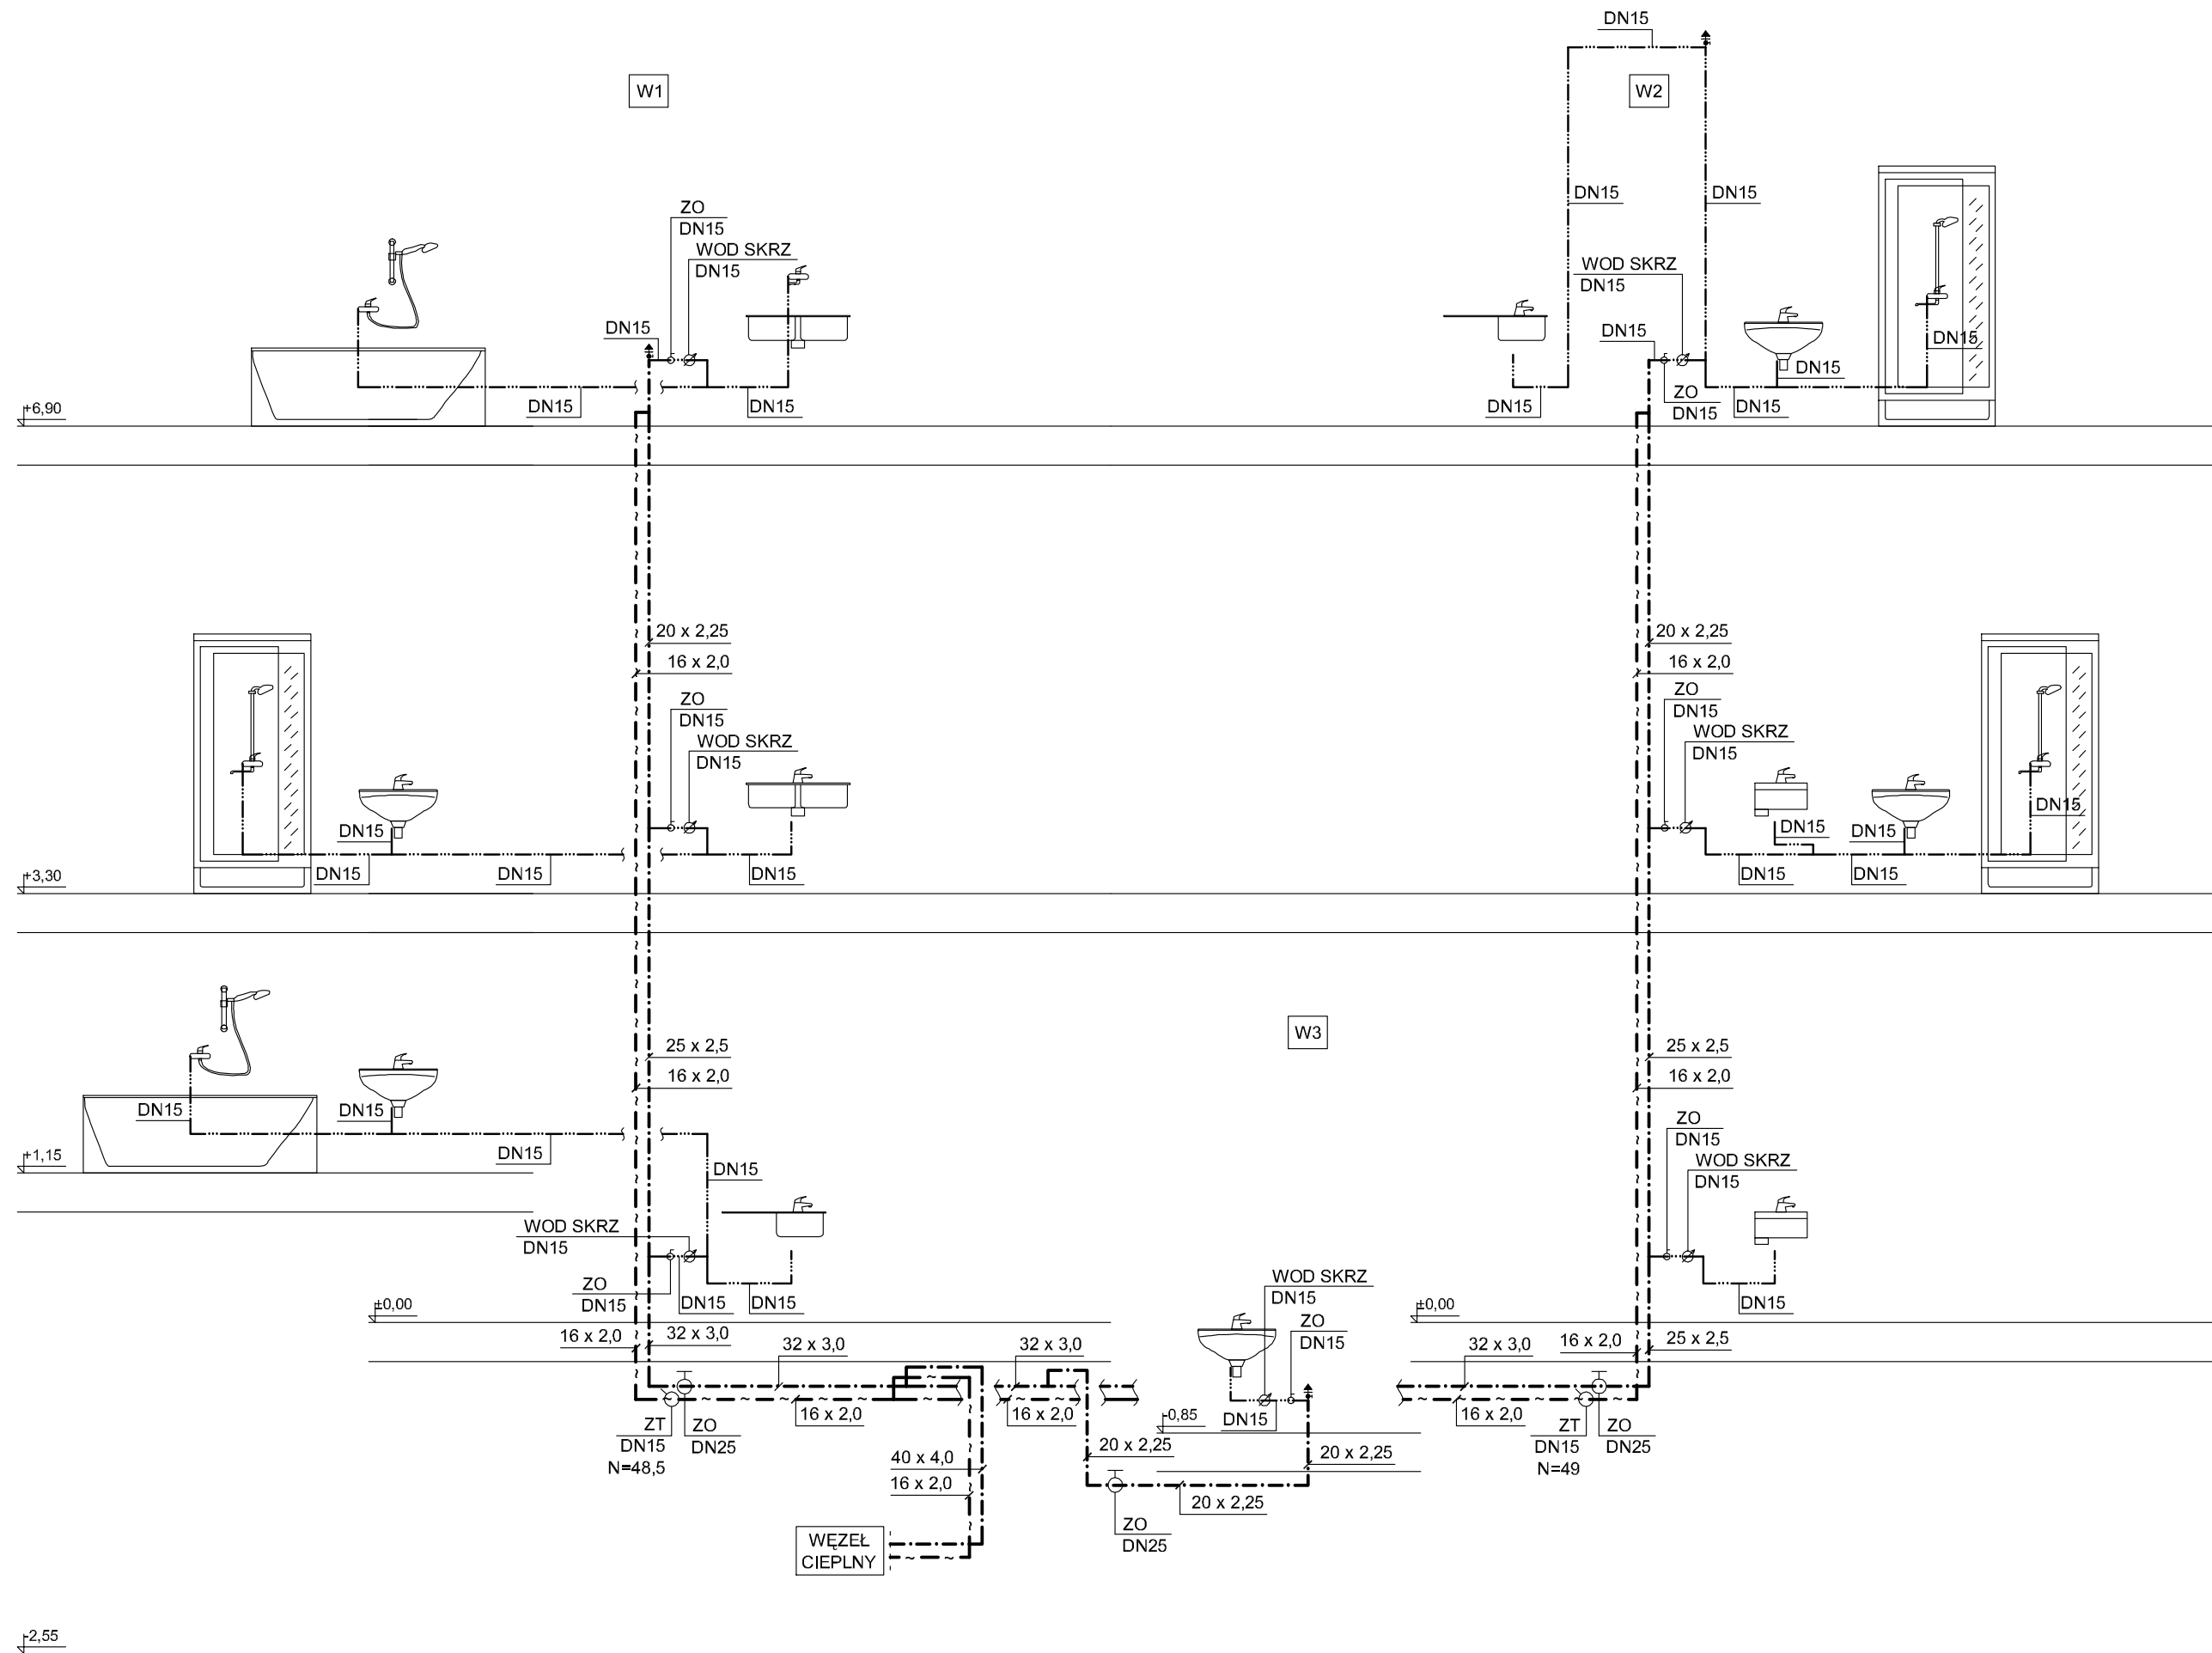 DN15
W1
W2
DN15
DN15
ZO
DN15
WOD SKRZ
DN15
WOD SKRZ
DN15
DN15
DN15
DN15
DN15
ZO
DN15
DN15
DN15
DN15
DN15
+6,90
20 x 2,25
16 x 2,0
20 x 2,25
16 x 2,0
ZO
DN15
WOD SKRZ
DN15
ZO
DN15
WOD SKRZ
DN15
DN15
DN15
DN15
DN15
DN15
DN15
DN15
DN15
DN15
+3,30
25 x 2,5
16 x 2,0
W3
25 x 2,5
16 x 2,0
DN15
DN15
DN15
+1,15
DN15
ZO
DN15
WOD SKRZ
DN15
WOD SKRZ
DN15
ZO
DN15
DN15
DN15
WOD SKRZ
DN15
ZO
DN15
DN15
±0,00
±0,00
16 x 2,0
32 x 3,0
32 x 3,0
32 x 3,0
32 x 3,0
16 x 2,0
25 x 2,5
16 x 2,0
16 x 2,0
DN15
-0,85
16 x 2,0
ZT
DN15
N=48,5
ZO
DN25
40 x 4,0
16 x 2,0
20 x 2,25
20 x 2,25
20 x 2,25
ZT
DN15
N=49
ZO
DN25
ZO
DN25
WĘZEŁ
CIEPLNY
-2,55